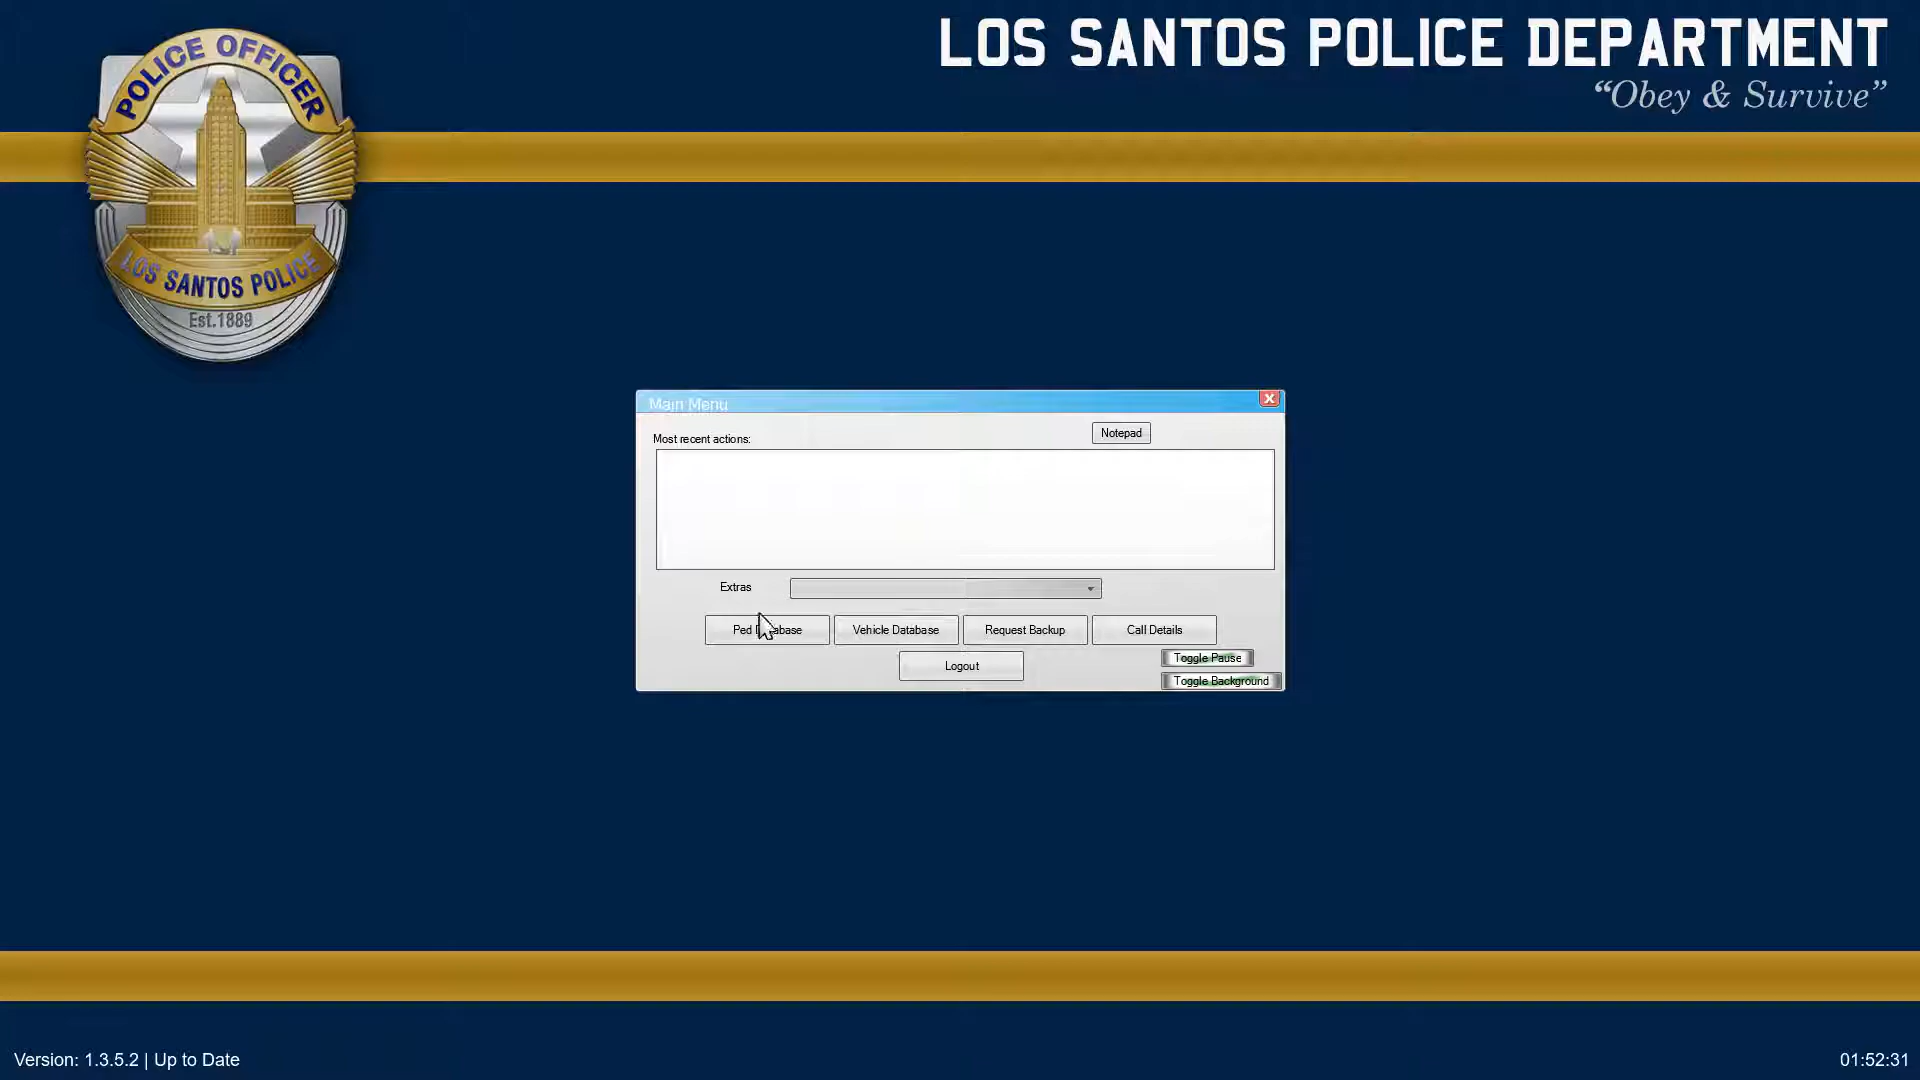 LOS SANTOS POLICE DEPARTMENT
“Obey & Survive”
POLICE OFFICER
LOS SANTOS POLICE
Est.1889
Main Menu
Most recent actions:
Notepad
Extras
Ped Database
Vehicle Database
Request Backup
Call Details
Logout
Toggle Pause
Toggle Background
Version: 1.3.5.2 | Up to Date
01:52:31